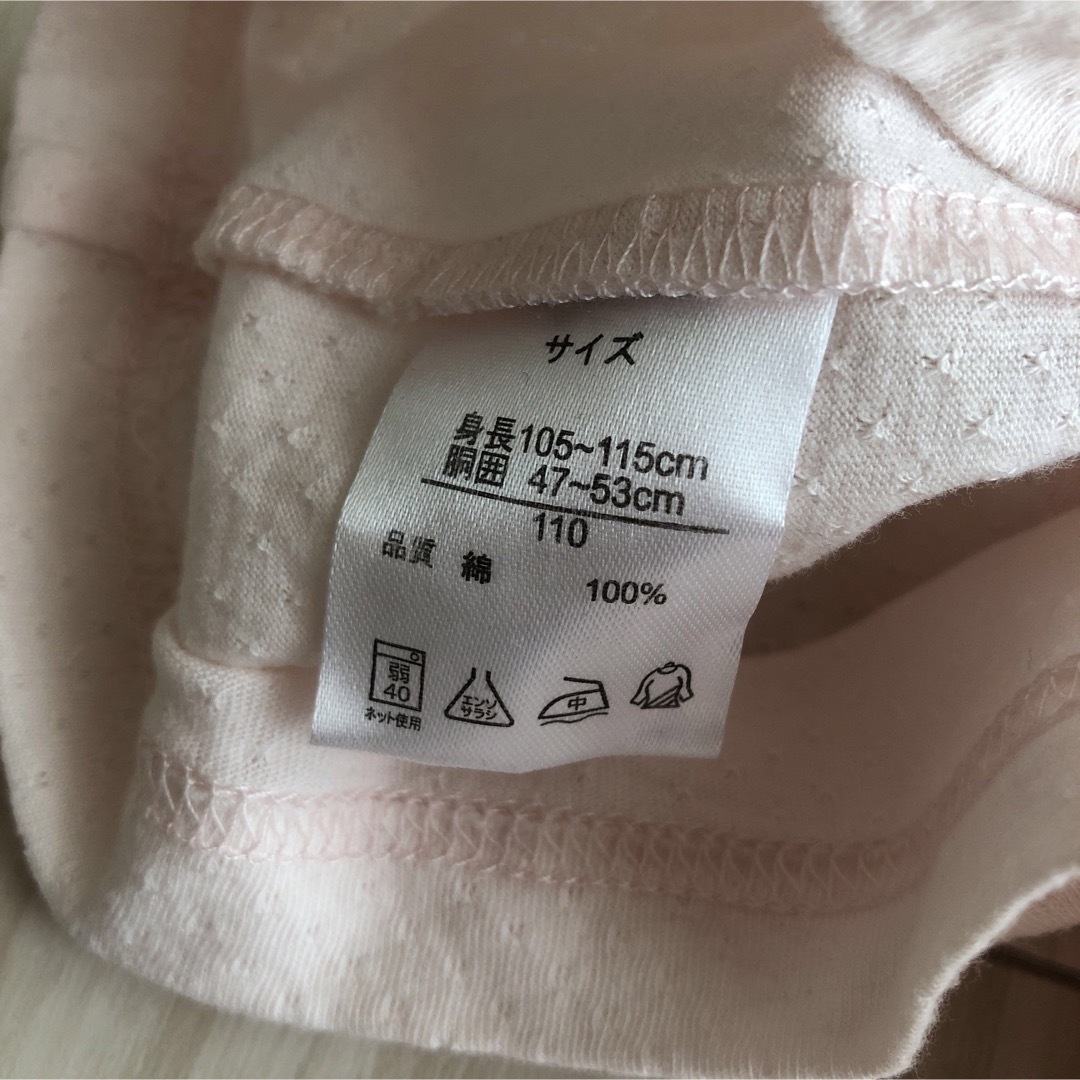 サイズ
身長105~115cm
胴囲 47~53cm
110
品質 綿 100%
弱
40
ネット使用
エンソ
サラシ
中